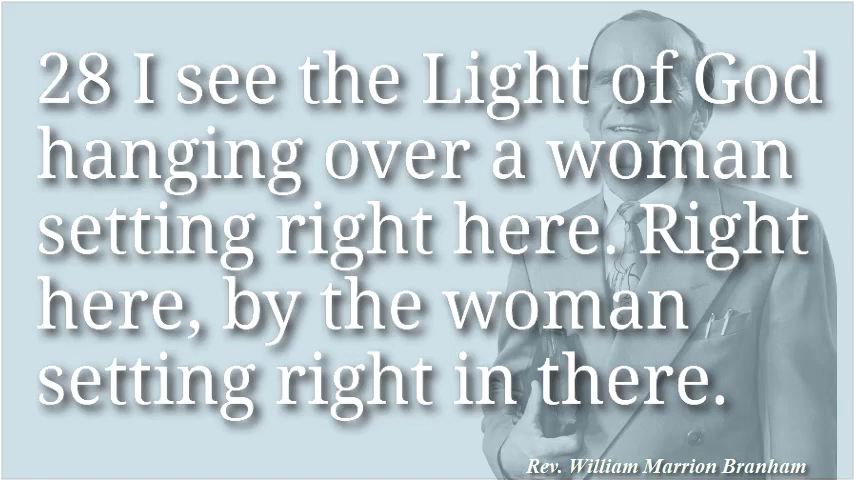 28 I see the Light of God
hanging over a woman
setting right here. Right
here, by the woman
setting right in there.
Rev. William Marrion Branham